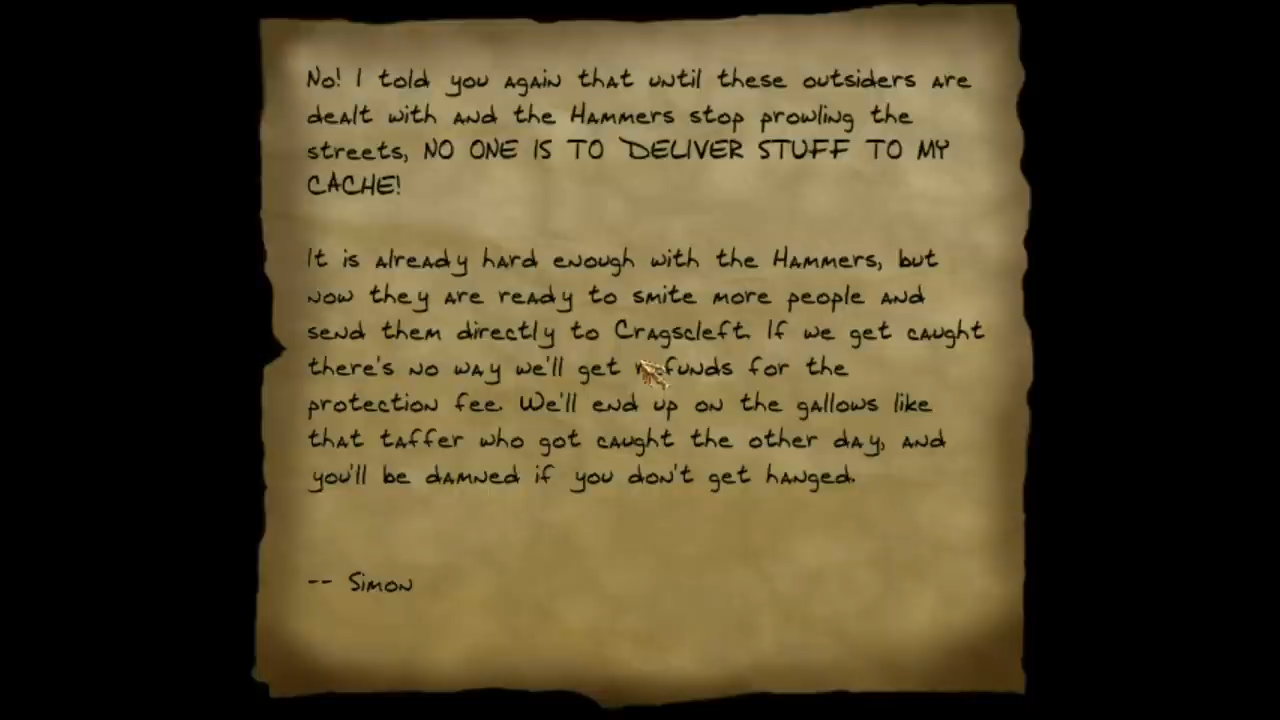 No! I told you again that until these outsiders are
dealt with and the Hammers stop prowling the
streets, NO ONE IS TO DELIVER STUFF TO MY
CACHE!
It is already hard enough with the Hammers, but
now they are ready to smite more people and
send them directly to Cragscleft. If we get caught
there's no way we'll get refunds for the
protection fee. We'll end up on the gallows like
that taffer who got caught the other day, and
you'll be damned if you don't get hanged.
-- Simon